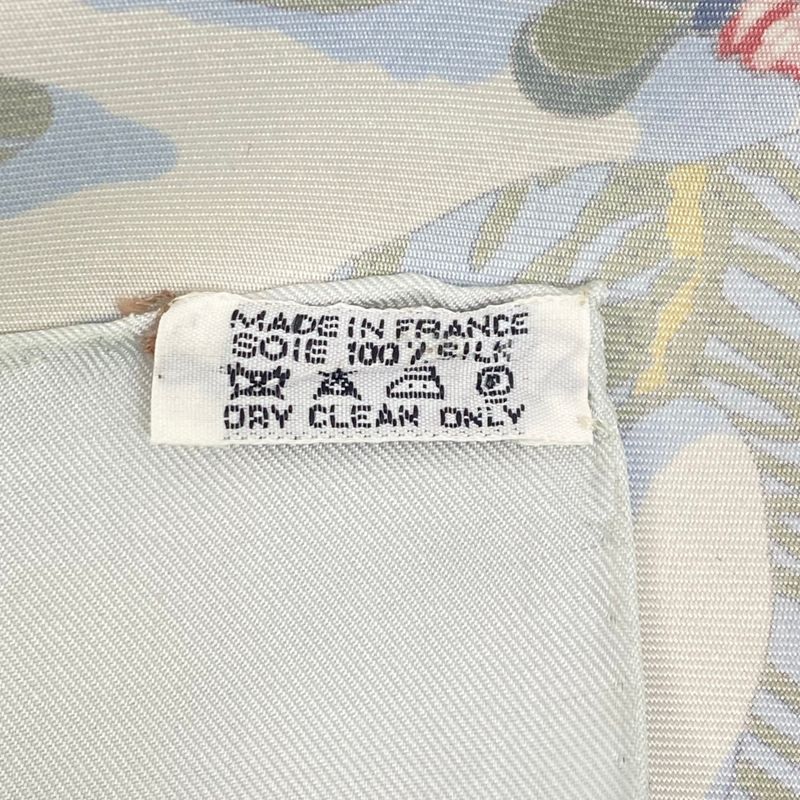 MADE IN FRANCE
SOIE 100% SILK
DRY CLEAN ONLY